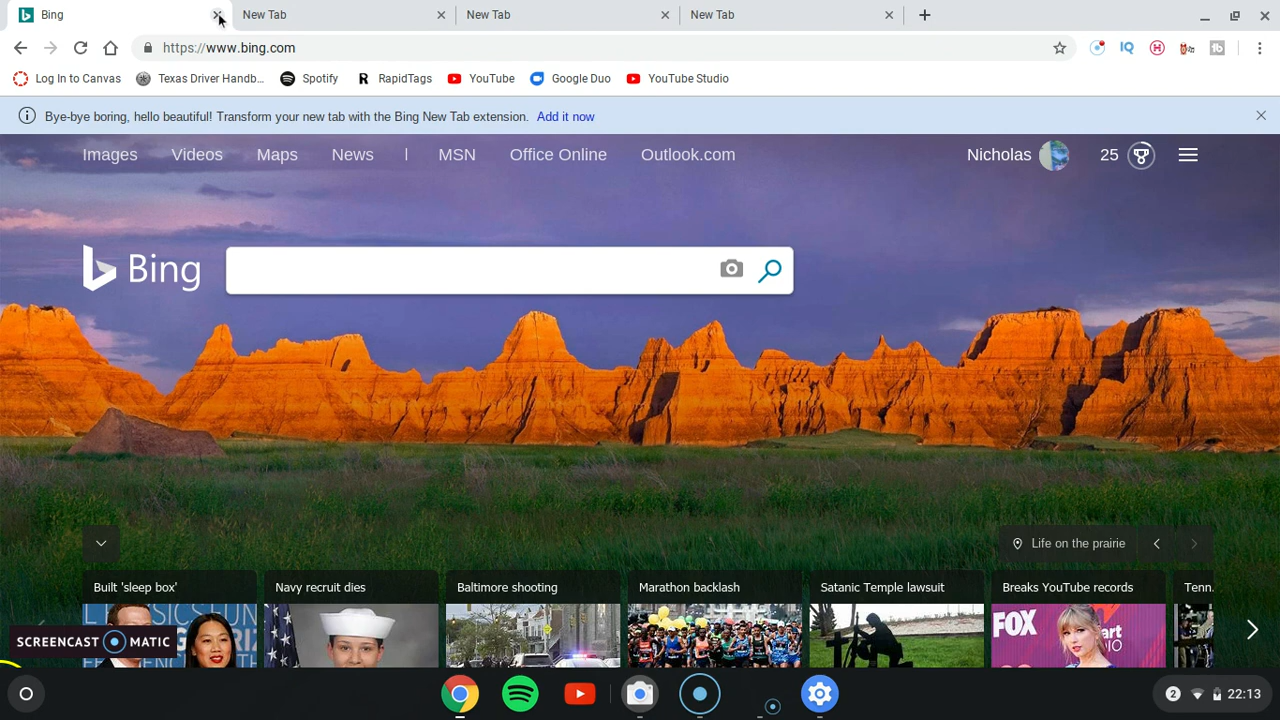 Bing
New Tab
New Tab
New Tab
https://www.bing.com
IQ
H
tb
Log In to Canvas
Texas Driver Handb...
Spotify
R RapidTags
YouTube
Google Duo
YouTube Studio
Bye-bye boring, hello beautiful! Transform your new tab with the Bing New Tab extension. Add it now
Images Videos Maps News | MSN Office Online Outlook.com
Nicholas 25
Bing
Life on the prairie
Built 'sleep box'
Navy recruit dies
Baltimore shooting
Marathon backlash
Satanic Temple lawsuit
Breaks YouTube records
Tenn.
FOX
SCREENCAST MATIC
2 22:13